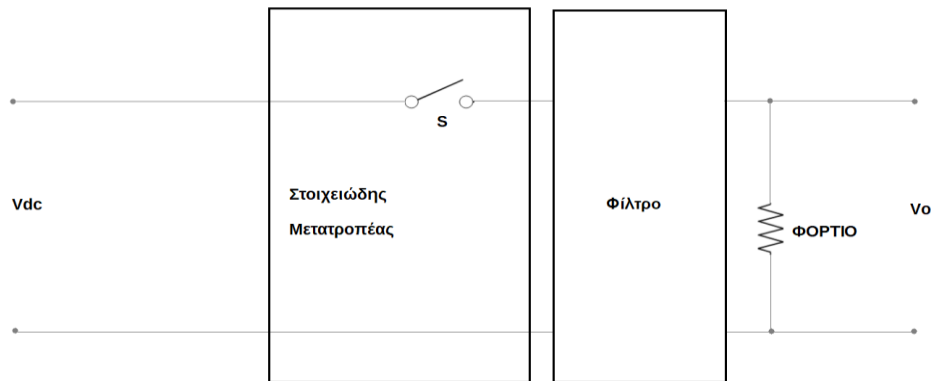 S
Στοιχειώδης
Μετατροπέας
Vdc
Φίλτρο
Vo
ΦΟΡΤΙΟ